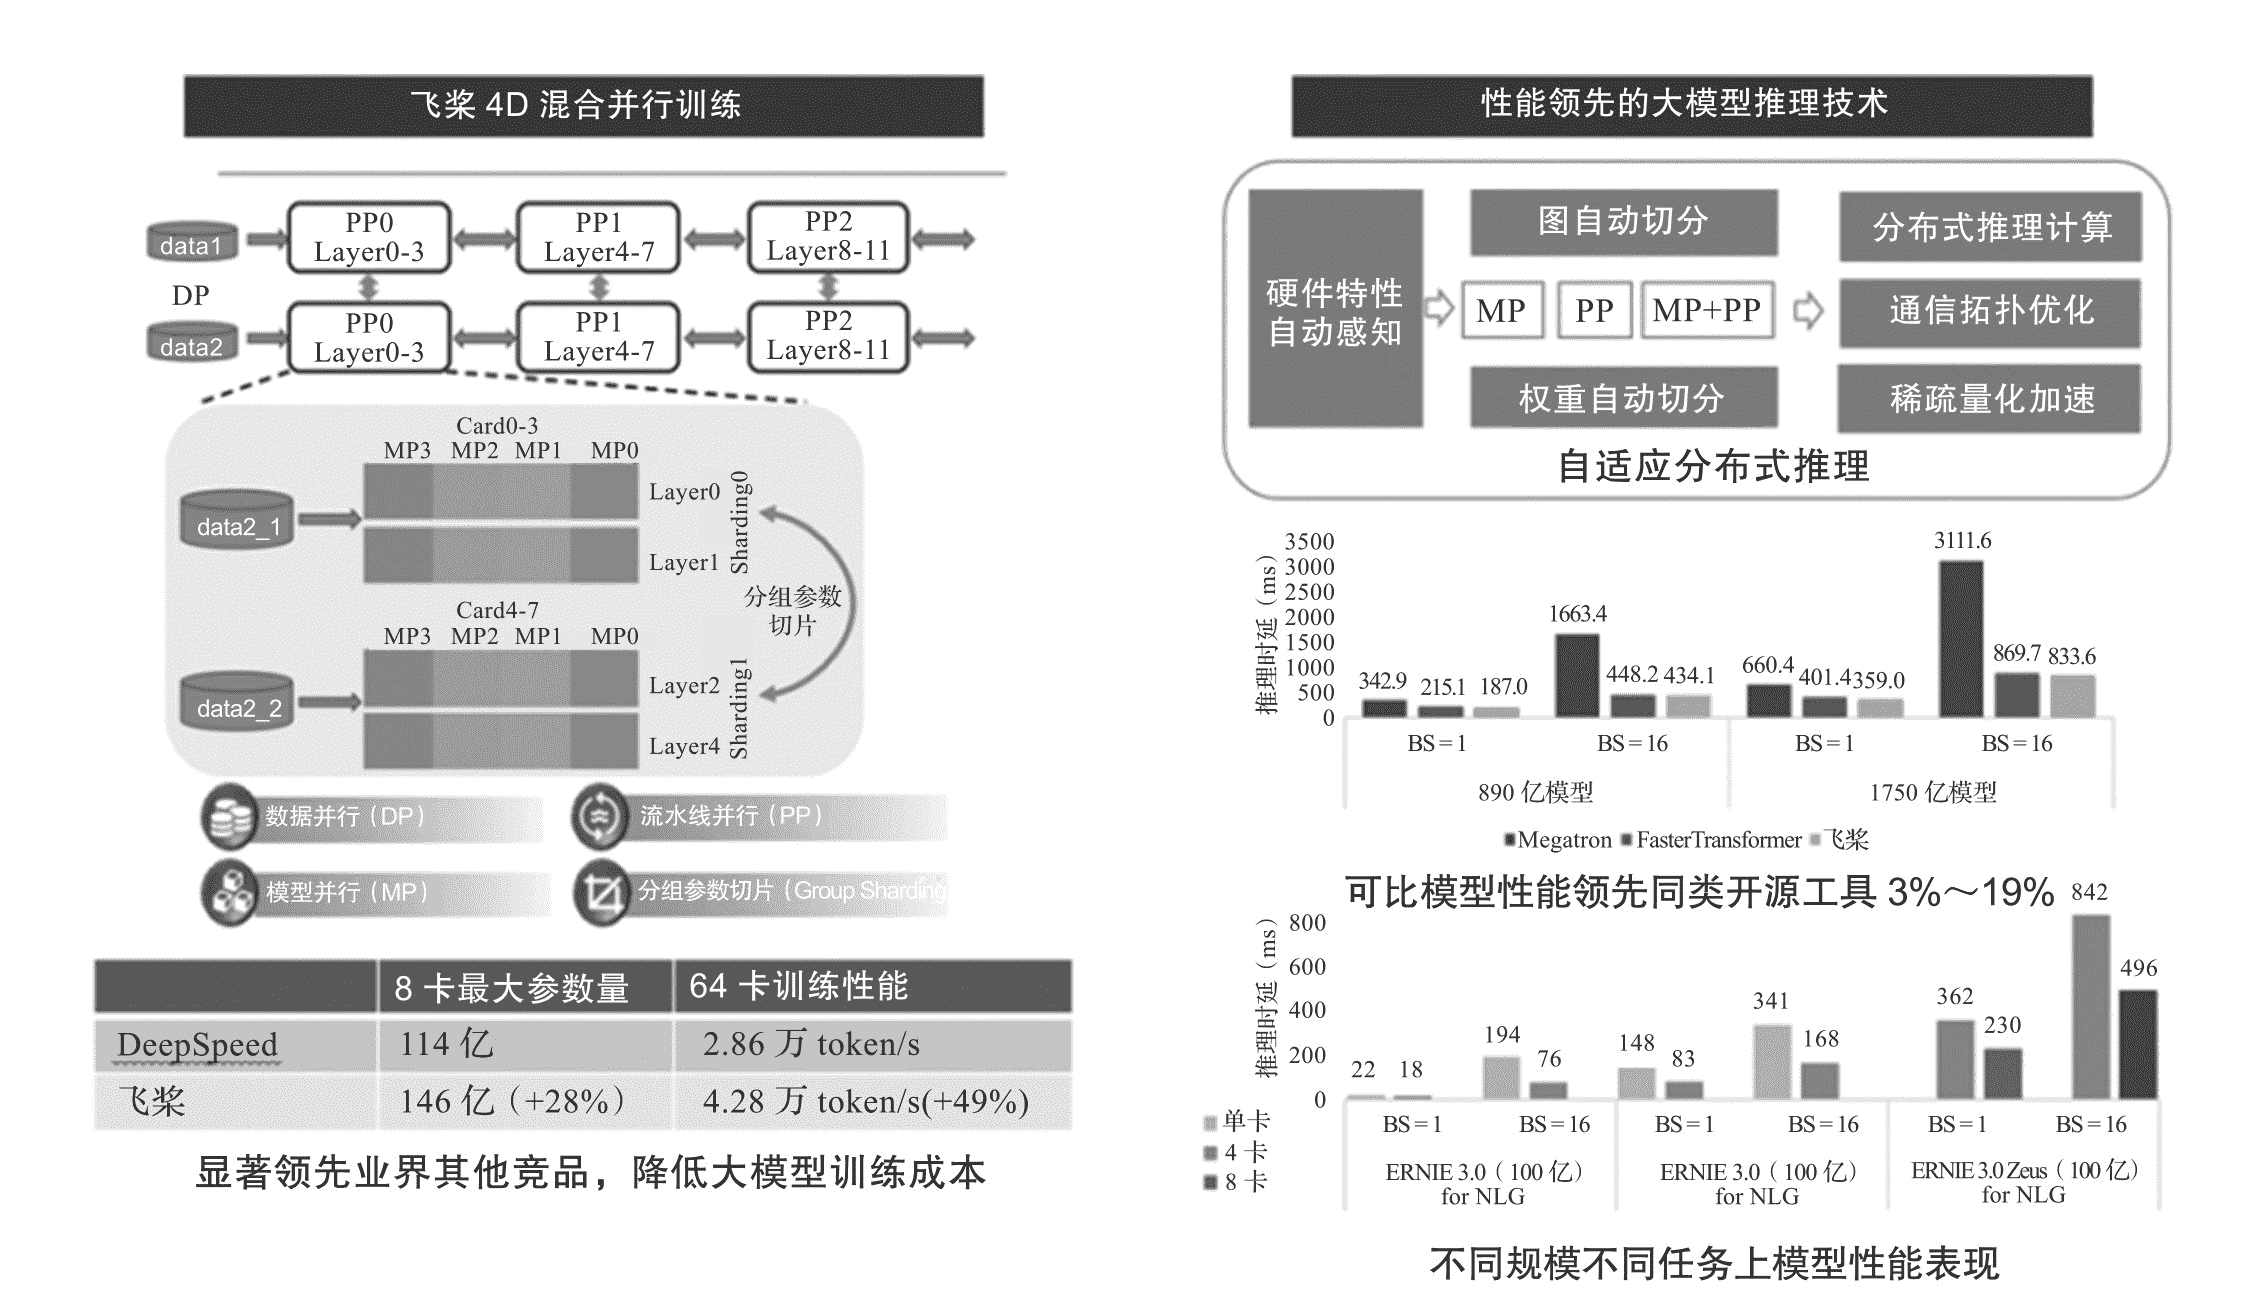 飞桨 4D 混合并行训练
data1
PP0
Layer0-3
PP1
Layer4-7
PP2
Layer8-11
DP
data2
PP0
Layer0-3
PP1
Layer4-7
PP2
Layer8-11
Card0-3
MP3 MP2 MP1 MP0
data2_1
Layer0
Layer1
Sharding0
分组参数
切片
Card4-7
MP3 MP2 MP1 MP0
data2_2
Layer2
Layer4
Sharding1
数据并行（DP）
流水线并行（PP）
模型并行（MP）
分组参数切片（Group Sharding
8 卡最大参数量 64 卡训练性能
DeepSpeed 114 亿 2.86 万 token/s
飞桨 146 亿（+28%） 4.28 万 token/s(+49%)
显著领先业界其他竞品，降低大模型训练成本
性能领先的大模型推理技术
硬件特性
自动感知
图自动切分
MP PP MP+PP
权重自动切分
分布式推理计算
通信拓扑优化
稀疏量化加速
自适应分布式推理
推理时延（ms）
3500
3000
2500
2000
1500
1000
500
0
342.9 215.1 187.0
1663.4 448.2 434.1
660.4 401.4 359.0
3111.6 869.7 833.6
BS=1 BS=16 BS=1 BS=16
890 亿模型 1750 亿模型
Megatron FasterTransformer 飞桨
可比模型性能领先同类开源工具 3%～19%
推理时延（ms）
800
600
400
200
0
22 18
194 76
148 83
341 168
362 230
842 496
单卡
4 卡
8 卡
BS=1 BS=16 BS=1 BS=16 BS=1 BS=16
ERNIE 3.0（100 亿）
for NLG
ERNIE 3.0（100 亿）
for NLG
ERNIE 3.0 Zeus（100 亿）
for NLG
不同规模不同任务上模型性能表现